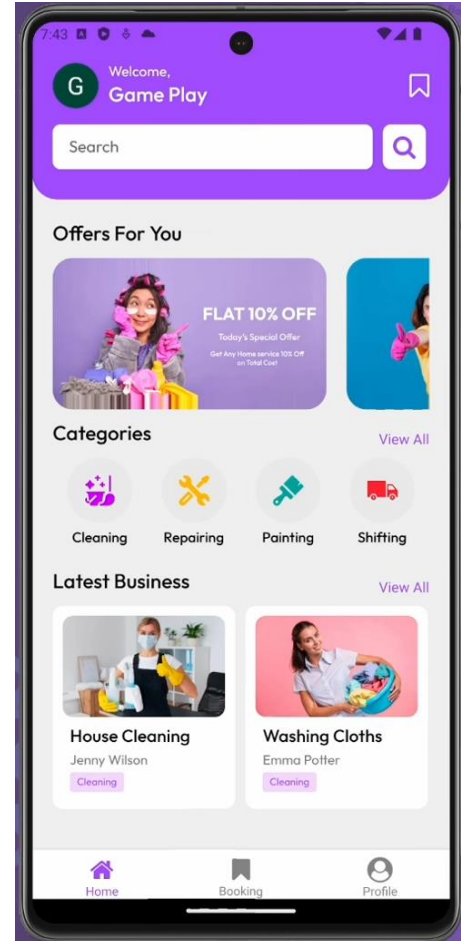 7:43
G
Welcome,
Game Play
Search
Offers For You
FLAT 10% OFF
Today's Special Offer
Get Any Home service 10% Off
on Total Cost
Categories
View All
Cleaning Repairing Painting Shifting
Latest Business
View All
House Cleaning
Jenny Wilson
Cleaning
Washing Cloths
Emma Potter
Cleaning
Home Booking Profile